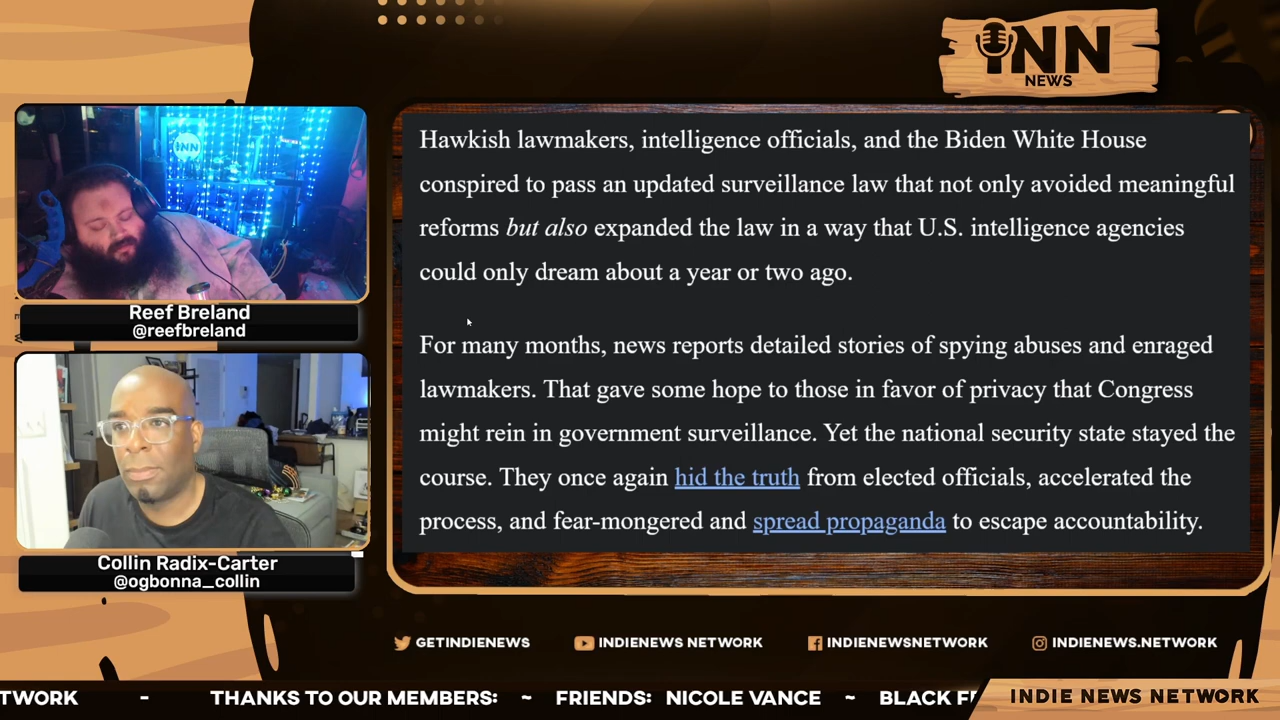 INN
NEWS
Hawkish lawmakers, intelligence officials, and the Biden White House
conspired to pass an updated surveillance law that not only avoided meaningful
reforms but also expanded the law in a way that U.S. intelligence agencies
could only dream about a year or two ago.
For many months, news reports detailed stories of spying abuses and enraged
lawmakers. That gave some hope to those in favor of privacy that Congress
might rein in government surveillance. Yet the national security state stayed the
course. They once again hid the truth from elected officials, accelerated the
process, and fear-mongered and spread propaganda to escape accountability.
INN
Reef Breland
@reefbreland
Collin Radix-Carter
@ogbonna_collin
GETINDIENEWS
INDIENEWS NETWORK
INDIENEWSNETWORK
INDIENEWS.NETWORK
TWORK - THANKS TO OUR MEMBERS: ~ FRIENDS: NICOLE VANCE ~ BLACK
INDIE NEWS NETWORK